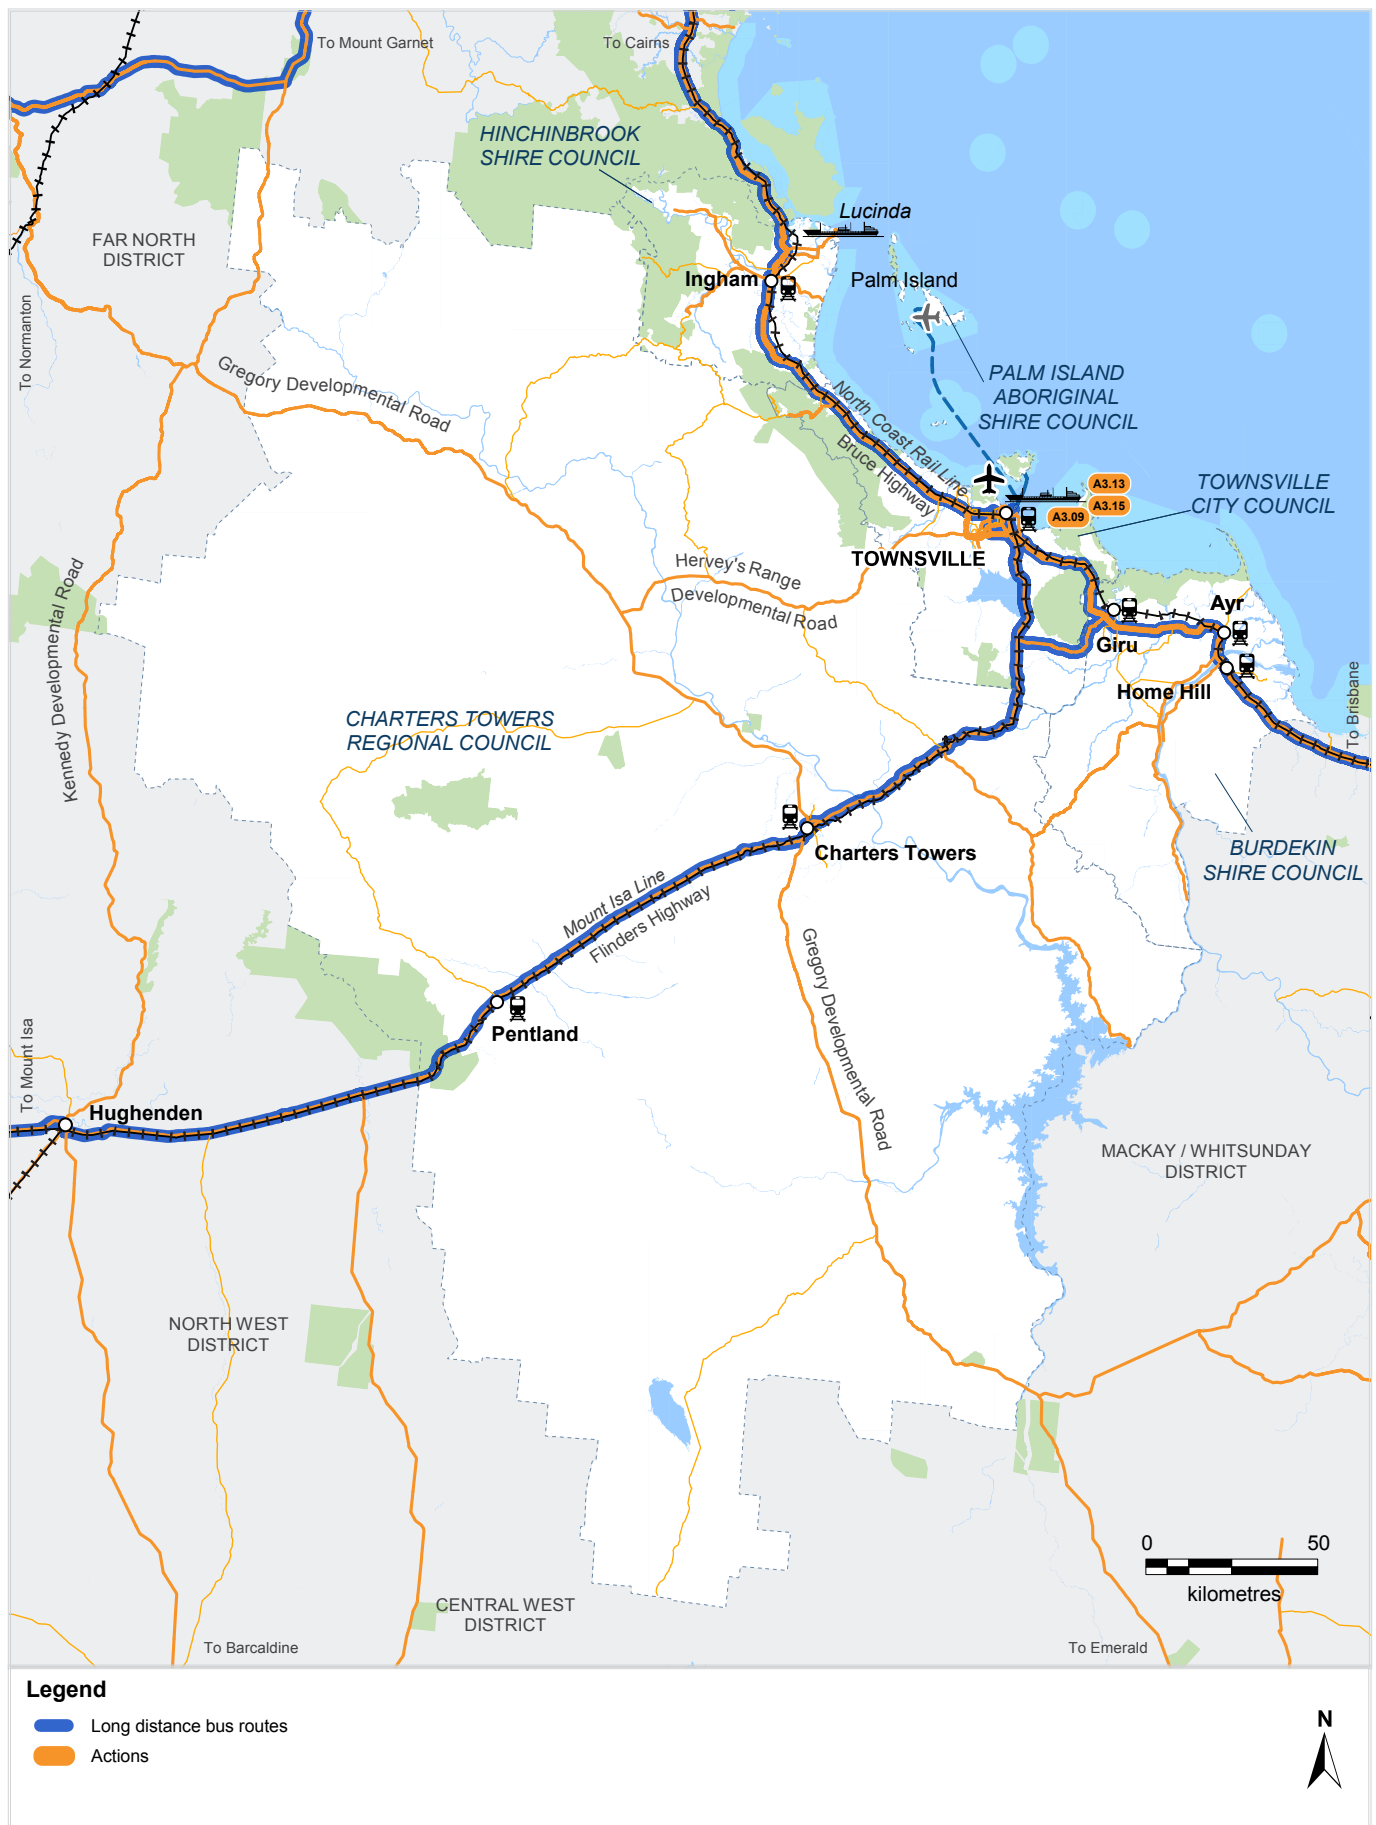 To Mount Garnet
To Cairns
HINCHINBROOK
SHIRE COUNCIL
Lucinda
FAR NORTH
DISTRICT
Ingham
Palm Island
To Normanton
Gregory Developmental Road
PALM ISLAND
ABORIGINAL
SHIRE COUNCIL
North Coast Rail Line
Bruce Highway
A3.13
A3.15
A3.09
TOWNSVILLE
CITY COUNCIL
TOWNSVILLE
Hervey's Range
Developmental Road
Kennedy Developmental Road
Ayr
Giru
Home Hill
To Brisbane
CHARTERS TOWERS
REGIONAL COUNCIL
Charters Towers
BURDEKIN
SHIRE COUNCIL
Mount Isa Line
Flinders Highway
Gregory Developmental Road
Pentland
To Mount Isa
Hughenden
MACKAY / WHITSUNDAY
DISTRICT
NORTH WEST
DISTRICT
0 50
kilometres
CENTRAL WEST
DISTRICT
To Barcaldine
To Emerald
Legend
Long distance bus routes
Actions
N